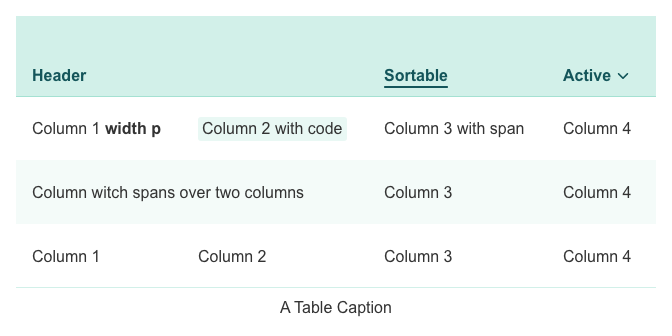 Header Sortable Active
Column 1 width p Column 2 with code Column 3 with span Column 4
Column witch spans over two columns Column 3 Column 4
Column 1 Column 2 Column 3 Column 4
A Table Caption